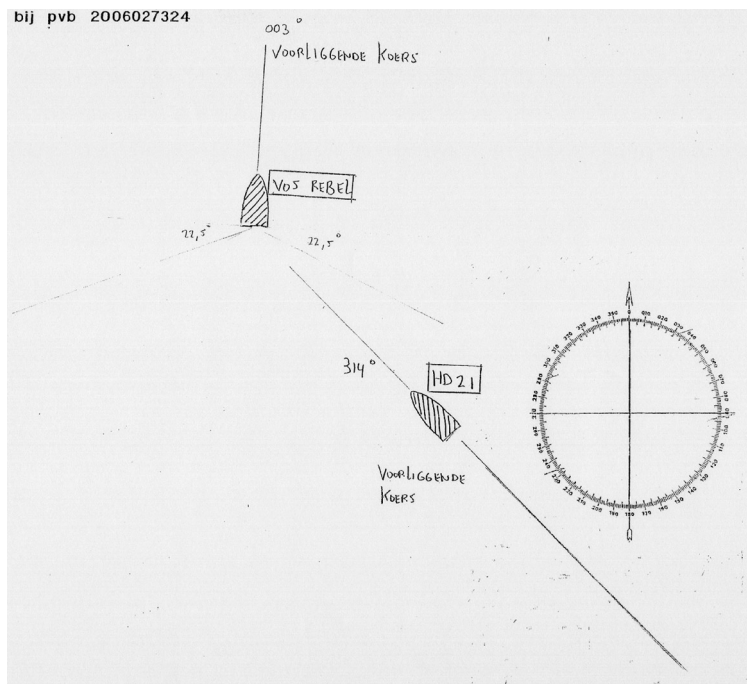 bij pvb 2006027324
003°
VOORLIGGENDE KOERS
VOS REBEL
22,5°
22,5°
314°
HD 21
VOORLIGGENDE
KOERS